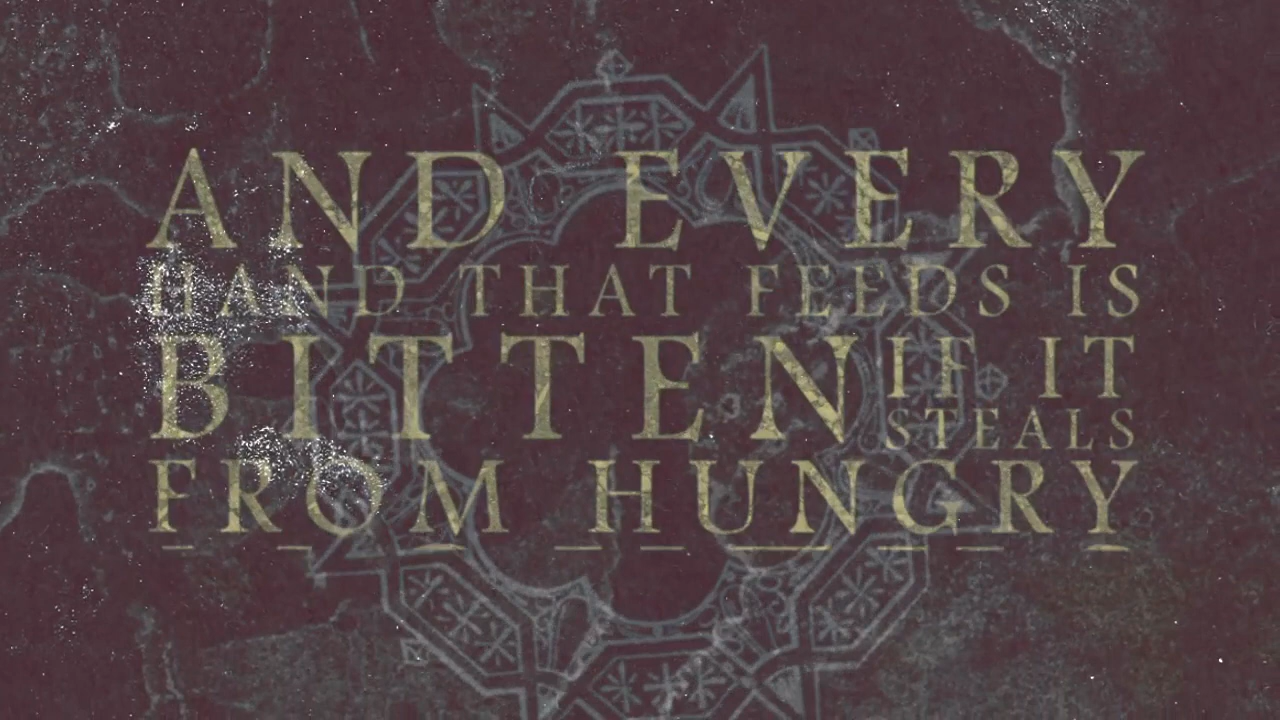 AND EVERY
HAND THAT FEEDS IS
BITTEN IF IT
STEALS
FROM HUNGRY